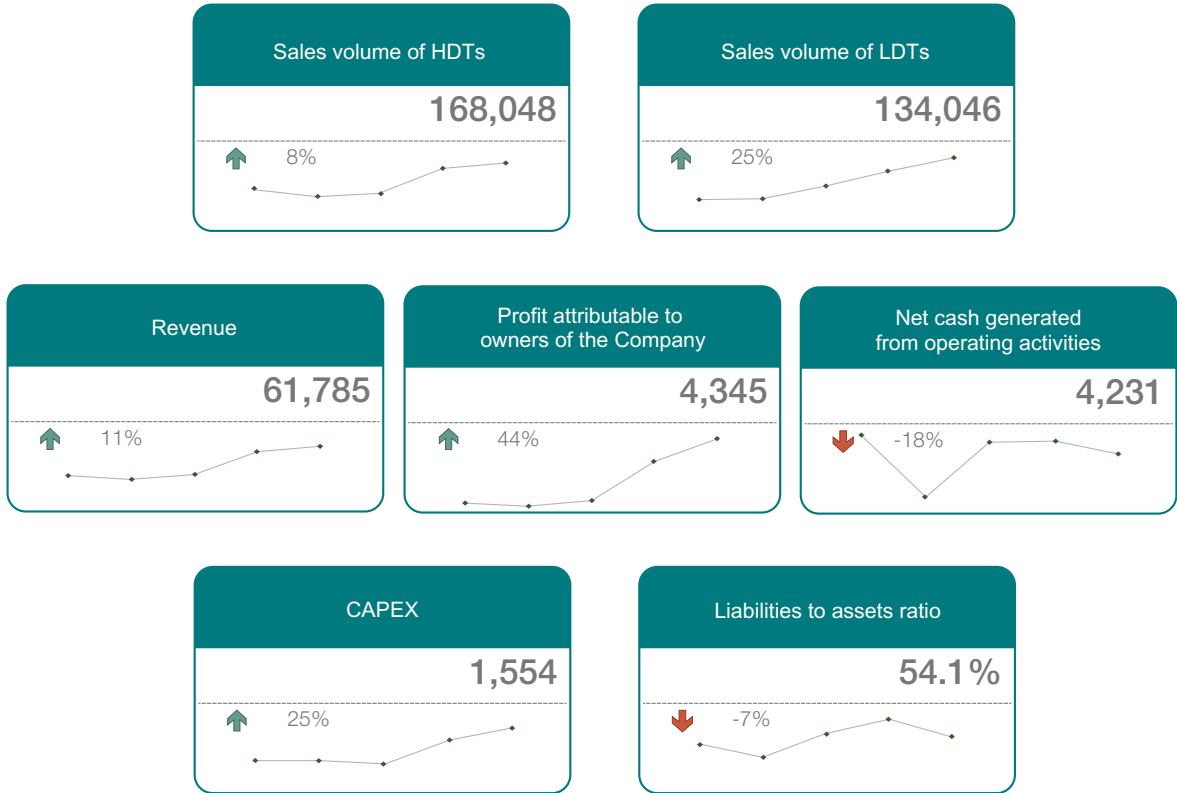 Sales volume of HDTs
168,048
8%
Sales volume of LDTs
134,046
25%
Revenue
61,785
11%
Profit attributable to
owners of the Company
4,345
44%
Net cash generated
from operating activities
4,231
-18%
CAPEX
1,554
25%
Liabilities to assets ratio
54.1%
-7%